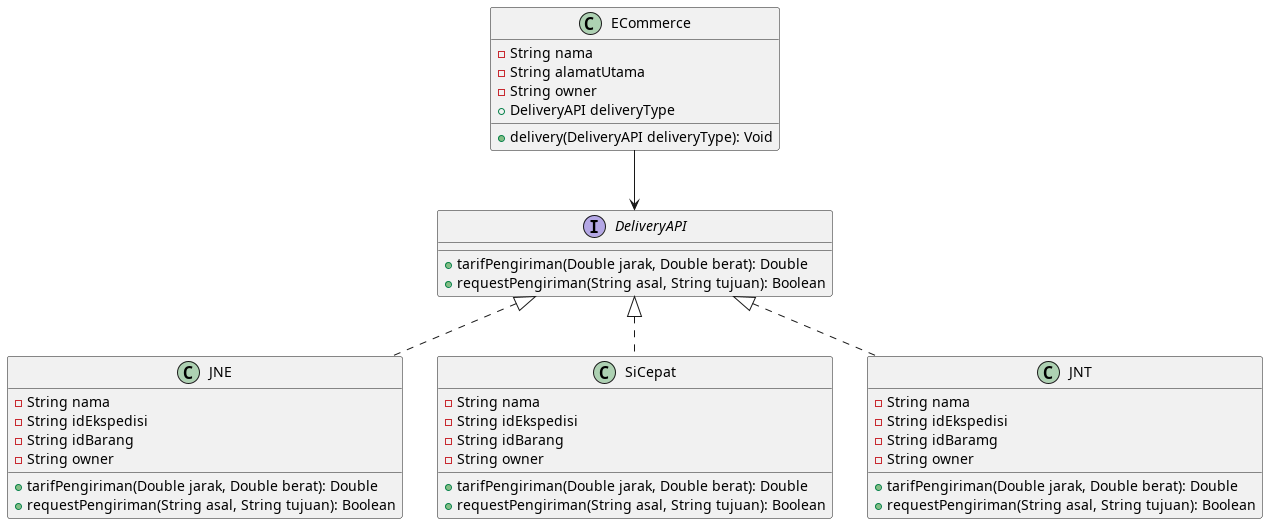 ECommerce
String nama
String alamatUtama
String owner
DeliveryAPI deliveryType
delivery(DeliveryAPI deliveryType): Void
DeliveryAPI
tarifPengiriman(Double jarak, Double berat): Double
requestPengiriman(String asal, String tujuan): Boolean
JNE
String nama
String idEkspedisi
String idBarang
String owner
tarifPengiriman(Double jarak, Double berat): Double
requestPengiriman(String asal, String tujuan): Boolean
SiCepat
String nama
String idEkspedisi
String idBarang
String owner
tarifPengiriman(Double jarak, Double berat): Double
requestPengiriman(String asal, String tujuan): Boolean
JNT
String nama
String idEkspedisi
String idBaramg
String owner
tarifPengiriman(Double jarak, Double berat): Double
requestPengiriman(String asal, String tujuan): Boolean